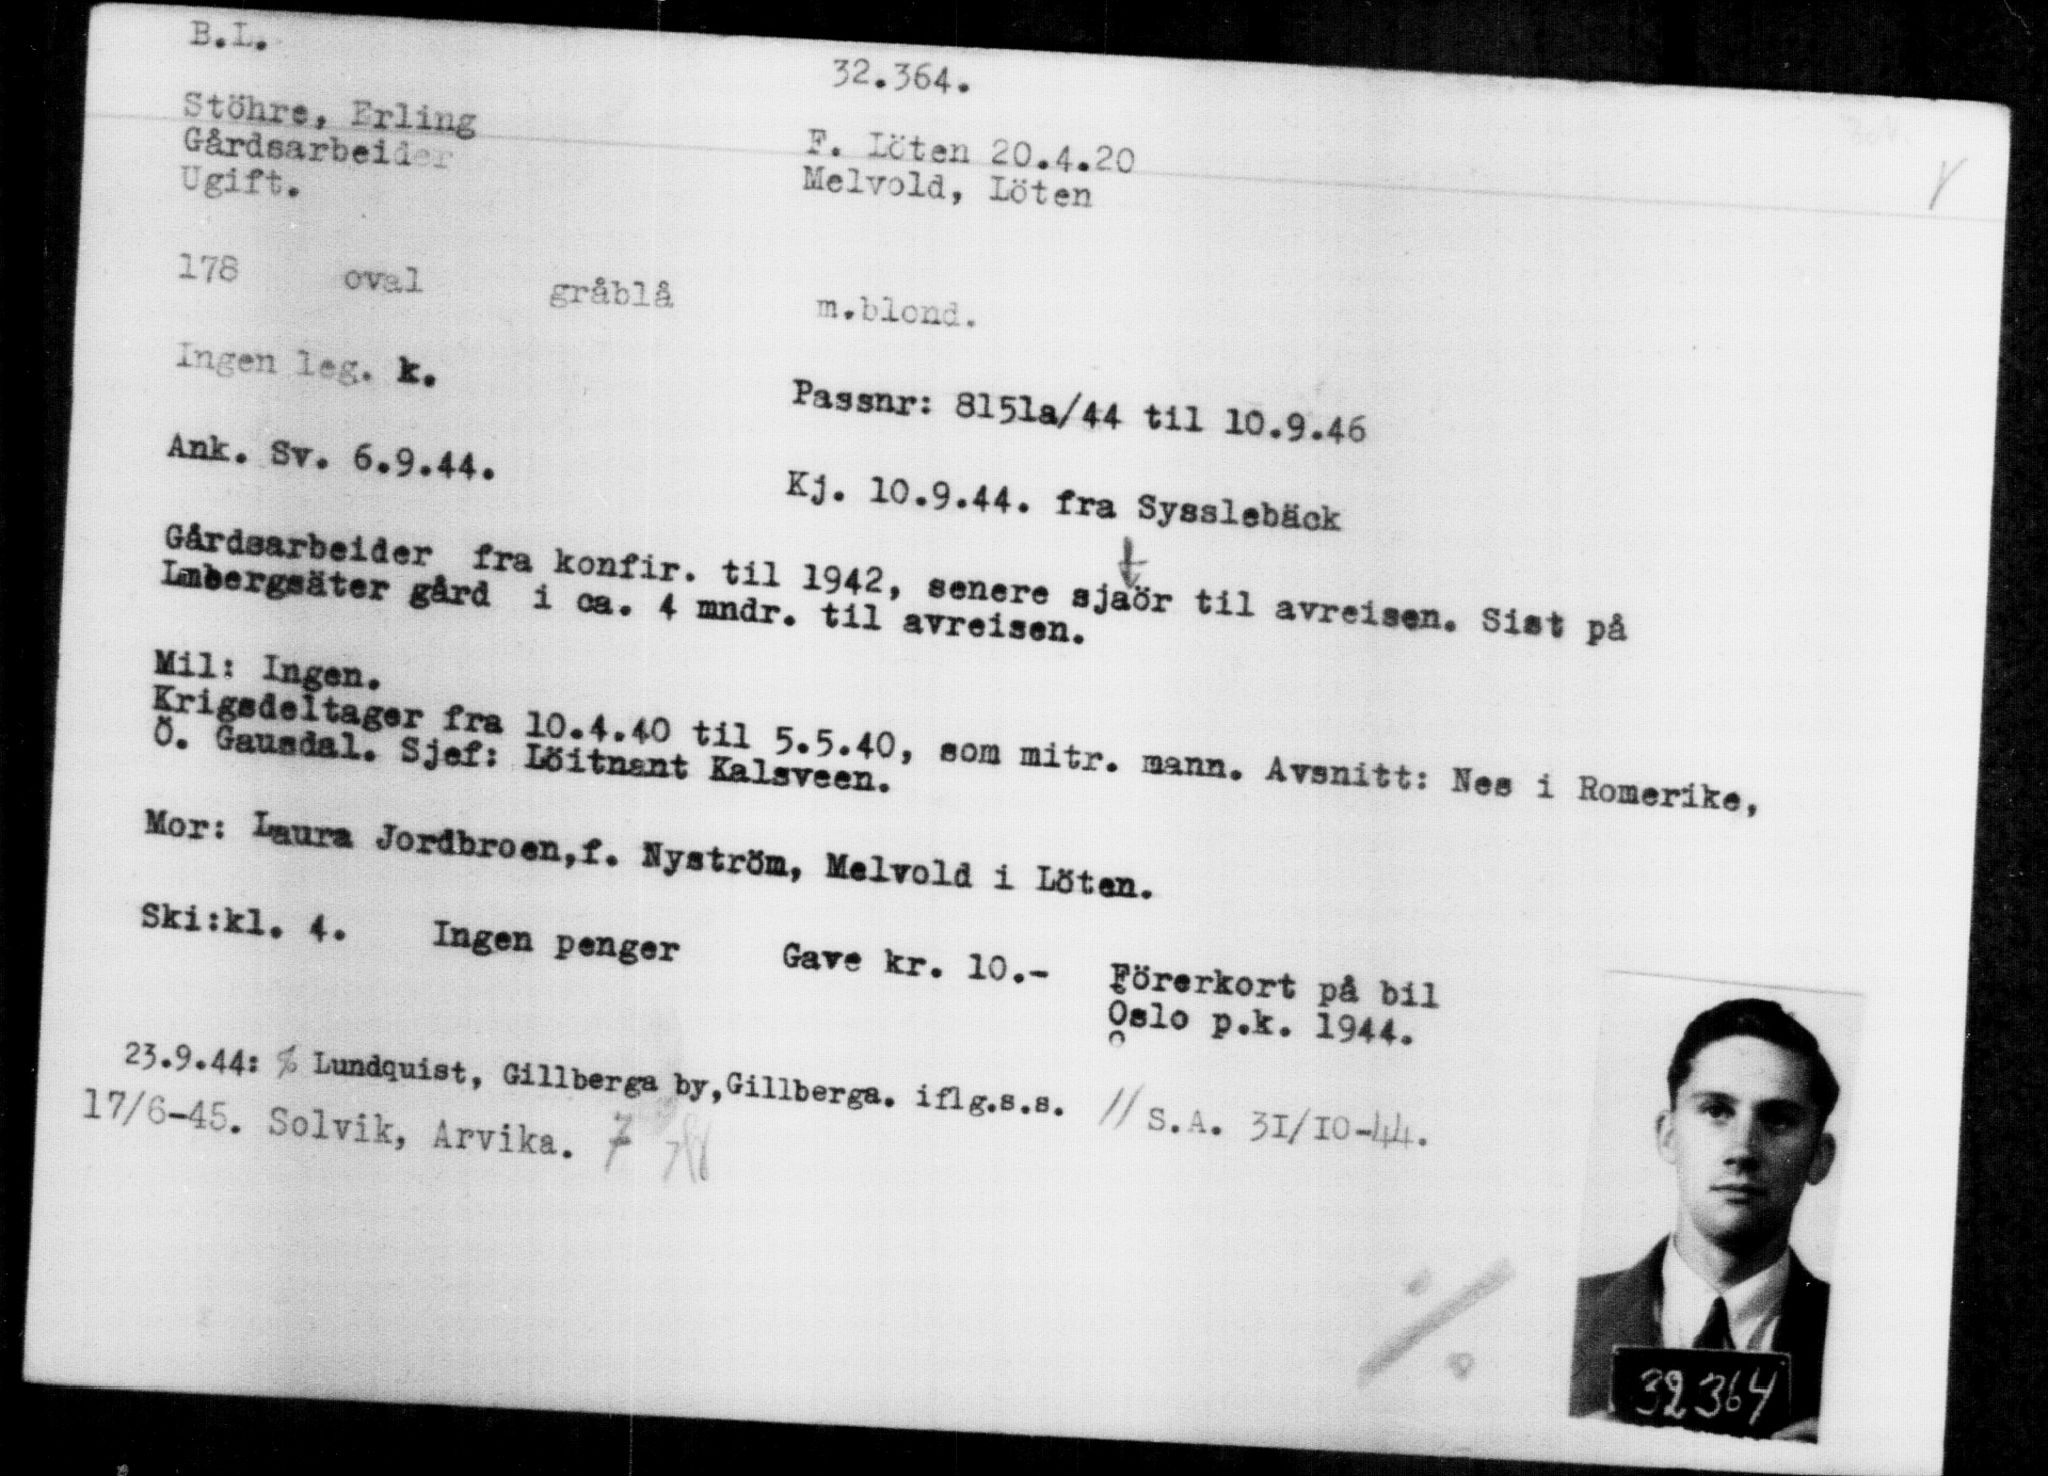 B.L.
32.364.
Stöhre, Erling
F. Löten 20.4.20
Gårdsarbeider
Melvold, Löten
Ugift.
178 oval gråblå m.blond.
Ingen leg. k.
Passnr: 8151a/44 til 10.9.46
Ank. Sv. 6.9.44.
Kj. 10.9.44. fra Sysslebäck
Gårdsarbeider fra konfir. til 1942, senere sjaför til avreisen. Sist på
Lmbergsäter gård i ca. 4 mndr. til avreisen.
Mil: Ingen.
Krigsdeltager fra 10.4.40 til 5.5.40, som mitr. mann. Avsnitt: Nes i Romerike,
Ö. Gausdal. Sjef: Löitnant Kalsveen.
Mor: Laura Jordbroen,f. Nyström, Melvold i Löten.
Ski:kl. 4. Ingen penger Gave kr. 10.- Förerkort på bil
Oslo p.k. 1944.
23.9.44: % Lundquist, Gillberga by,Gillberga. iflg.s.s. // S.A. 31/10-44.
17/6-45. Solvik, Arvika.
32364